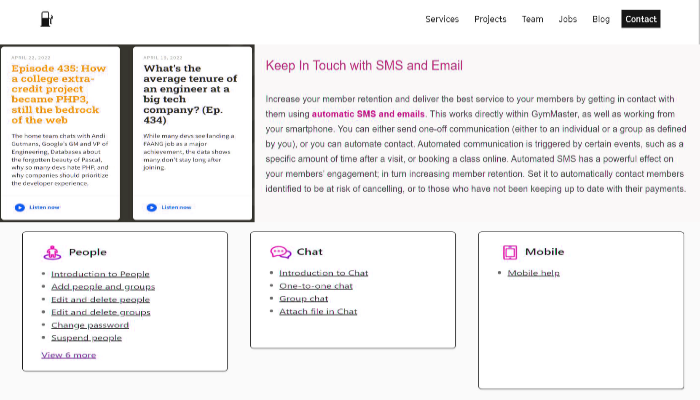 Services Projects Team Jobs Blog Contact
APRIL 22, 2022
Episode 435: How
a college extra-
credit project
became PHP3,
still the bedrock
of the web
The home team chats with Andi
Gutmans, Google's GM and VP of
Engineering, Databases about
the forgotten beauty of Pascal,
why so many devs hate PHP, and
why companies should prioritize
the developer experience.
Listen now
What's the
average tenure of
an engineer at a
big tech
company? (Ep.
434)
While many devs see landing a
FAANG job as a major
achievement, the data shows
many don't stay long after
joining.
Listen now
Keep In Touch with SMS and Email
Increase your member retention and deliver the best service to your members by getting in contact with
them using automatic SMS and emails. This works directly within GymMaster, as well as working from
your smartphone. You can either send one-off communication (either to an individual or a group as defined
by you), or you can automate contact. Automated communication is triggered by certain events, such as a
specific amount of time after a visit, or booking a class online. Automated SMS has a powerful effect on
your members' engagement; in turn increasing member retention. Set it to automatically contact members
identified to be at risk of cancelling, or to those who have not been keeping up to date with their payments.
People
Introduction to People
Add people and groups
Edit and delete people
Edit and delete groups
Change password
Suspend people
View 6 more
Chat
Introduction to Chat
One-to-one chat
Group chat
Attach file in Chat
Mobile
Mobile help